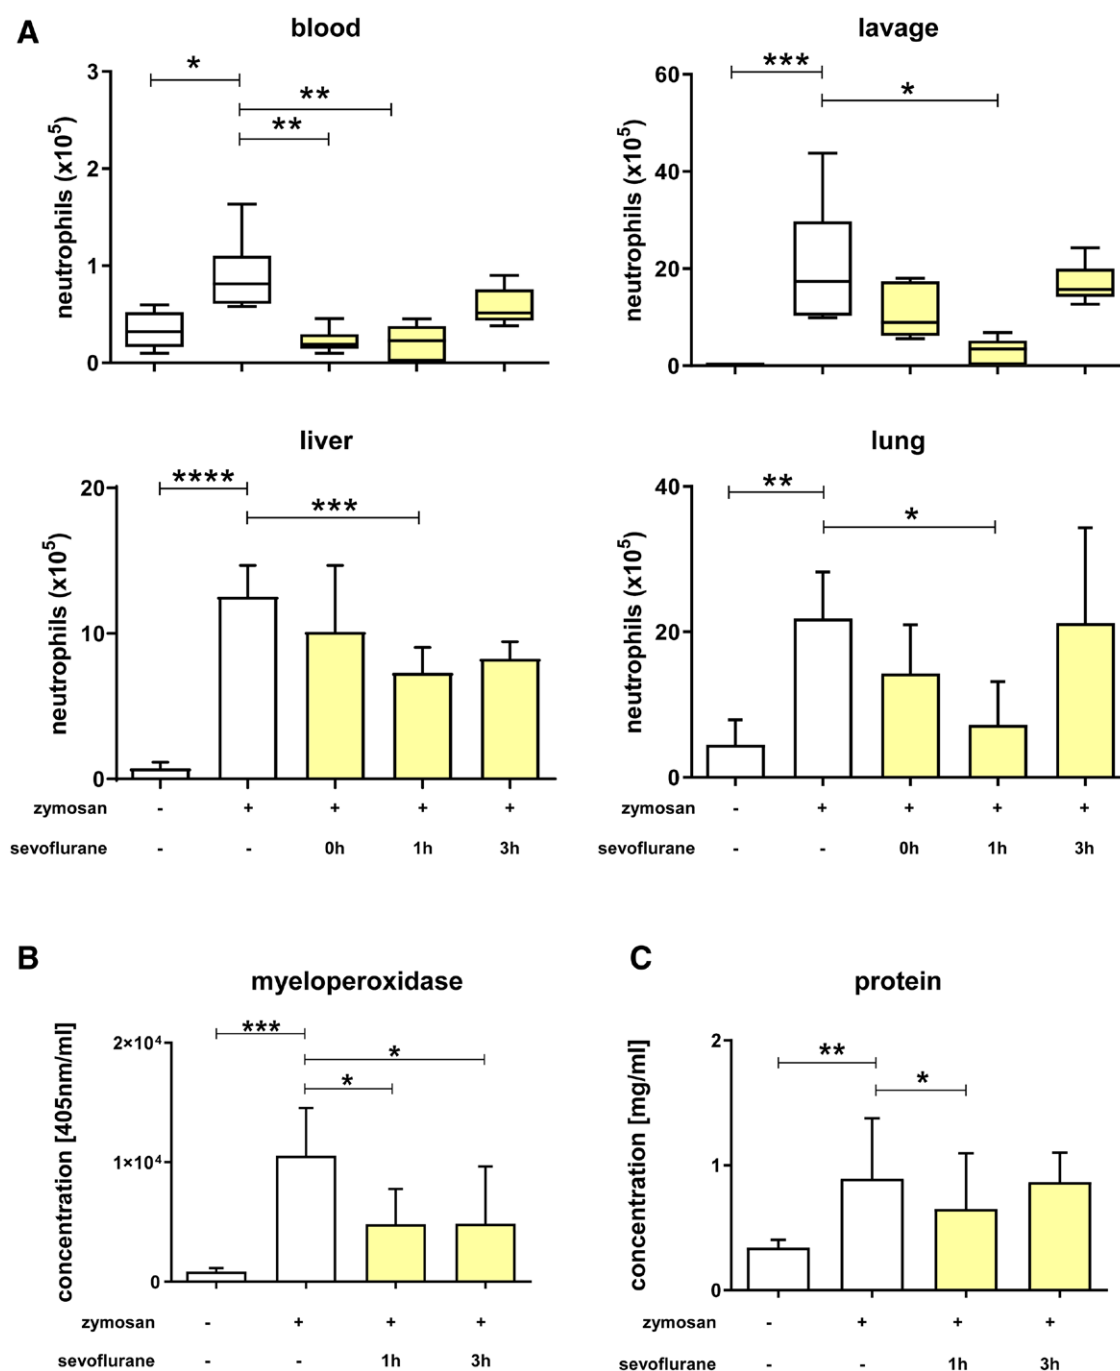 A
blood
lavage
neutrophils (x10⁵)
3
2
1
0
*
**
**
neutrophils (x10⁵)
60
40
20
0
***
*
liver
lung
neutrophils (x10⁵)
20
10
0
****
***
neutrophils (x10⁵)
40
20
0
**
*
zymosan - + + + +
sevoflurane - - 0h 1h 3h
- + + + +
- - 0h 1h 3h
B
myeloperoxidase
concentration [405nm/ml]
2×10⁴
1×10⁴
0
***
*
*
zymosan - + + +
sevoflurane - - 1h 3h
C
protein
concentration [mg/ml]
2
1
0
**
*
zymosan - + + +
sevoflurane - - 1h 3h